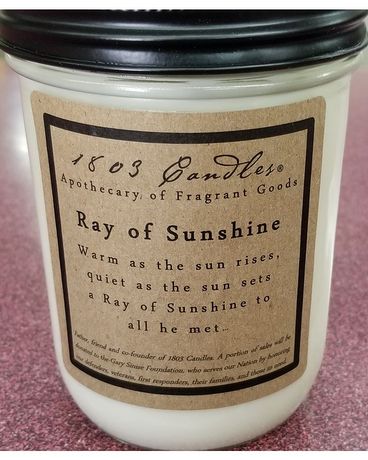 1803 Candles®
Apothecary of Fragrant Goods
Ray of Sunshine
Warm as the sun rises,
quiet as the sun sets
a Ray of Sunshine to
all he met...
Father, friend and co-founder of 1803 Candles. A portion of sales will be
donated to the Gary Sinise Foundation, who serves our Nation by honoring
our defenders, veterans, first responders, their families, and those in need.